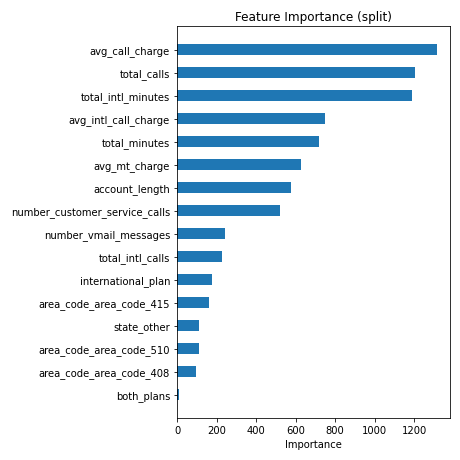 Feature Importance (split)
avg_call_charge
total_calls
total_intl_minutes
avg_intl_call_charge
total_minutes
avg_mt_charge
account_length
number_customer_service_calls
number_vmail_messages
total_intl_calls
international_plan
area_code_area_code_415
state_other
area_code_area_code_510
area_code_area_code_408
both_plans
0 200 400 600 800 1000 1200
Importance